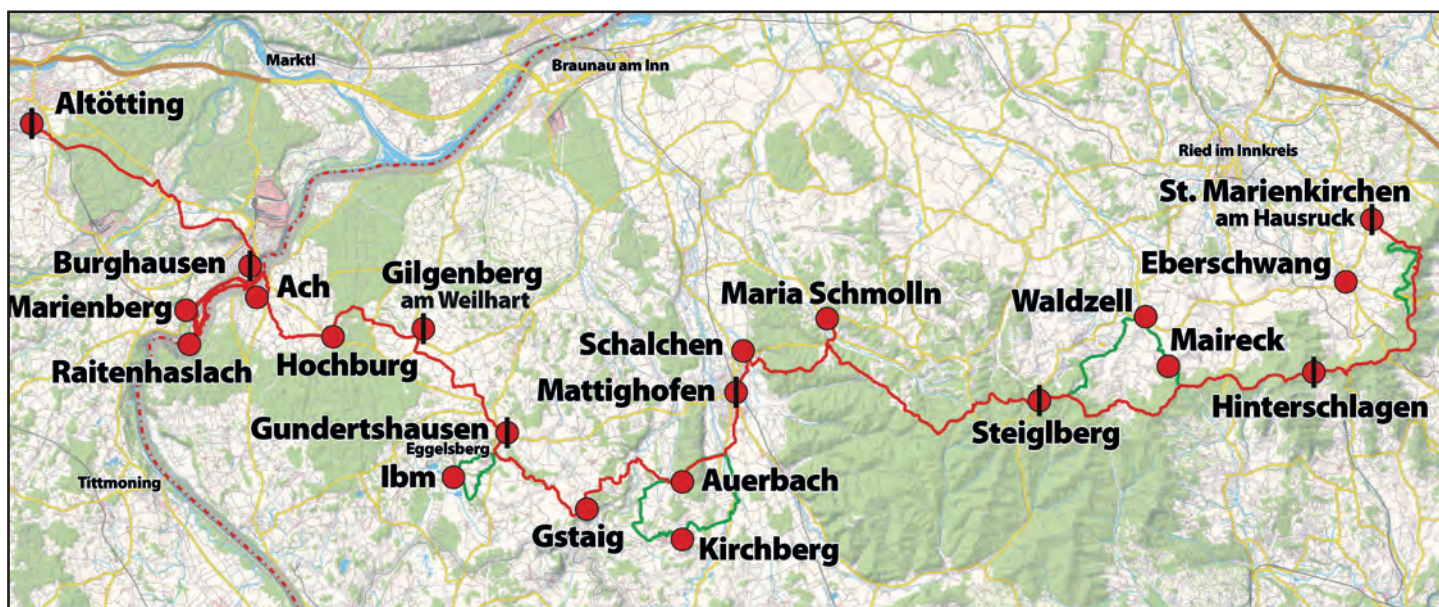 Marktl
Braunau am Inn
Altötting
Ried im Innkreis
St. Marienkirchen
am Hausruck
Burghausen
Ach
Gilgenberg
am Weilhart
Eberschwang
Marienberg
Maria Schmolln
Waldzell
Raitenhaslach
Hochburg
Schalchen
Maireck
Mattighofen
Hinterschlagen
Gundertshausen
Eggelsberg
Steiglberg
Ibm
Tittmoning
Auerbach
Gstaig
Kirchberg